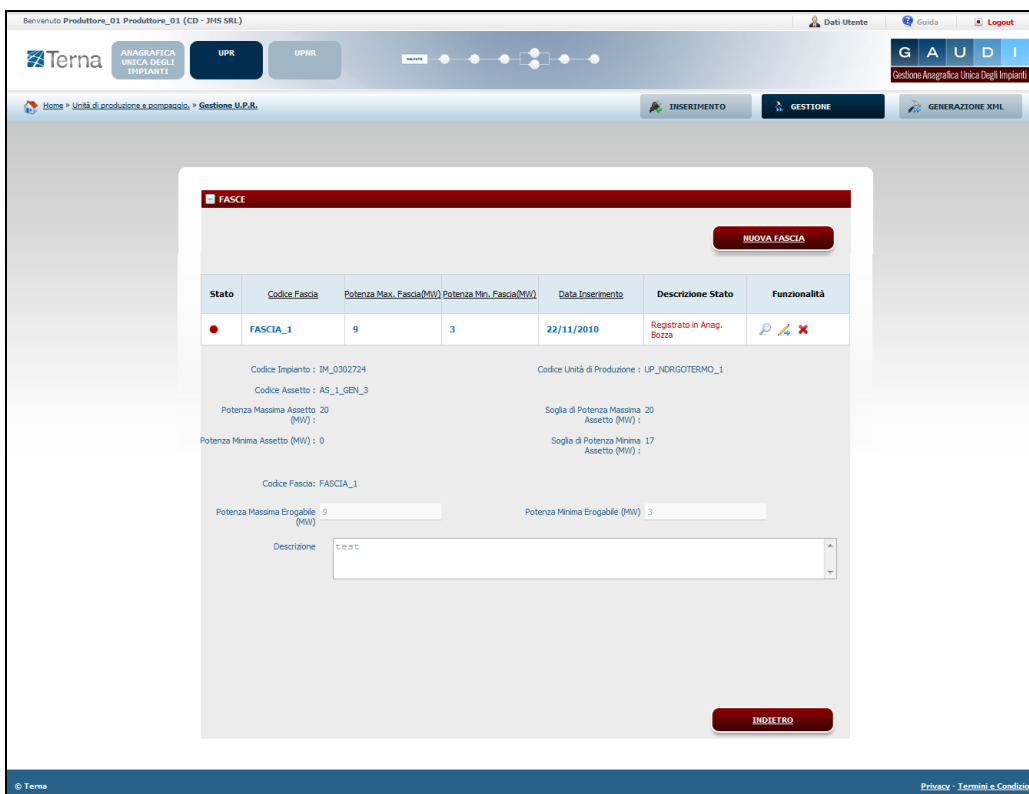 Benvenuto Produttore_01 Produttore_01 (CD - JMS SRL)
Dati Utente
Guida
Logout
Terna
ANAGRAFICA UNICA DEGLI IMPIANTI
UPR
UPNR
G A U D I
Gestione Anagrafica Unica Degli Impianti
Home » Unità di produzione e pompaggio. » Gestione U.P.R.
INSERIMENTO
GESTIONE
GENERAZIONE XML
FASCE
NUOVA FASCIA
Stato Codice Fascia Potenza Max. Fascia(MW) Potenza Min. Fascia(MW) Data Inserimento Descrizione Stato Funzionalità
FASCIA_1 9 3 22/11/2010 Registrato in Anag. Bozza
Codice Impianto : IM_0302724
Codice Unità di Produzione : UP_NDRGOTERMO_1
Codice Assetto : AS_1_GEN_3
Potenza Massima Assetto (MW) : 20
Soglia di Potenza Massima Assetto (MW) : 20
Potenza Minima Assetto (MW) : 0
Soglia di Potenza Minima Assetto (MW) : 17
Codice Fascia: FASCIA_1
Potenza Massima Erogabile (MW) 9
Potenza Minima Erogabile (MW) 3
Descrizione test
INDIETRO
© Terna
Privacy - Termini e Condizio